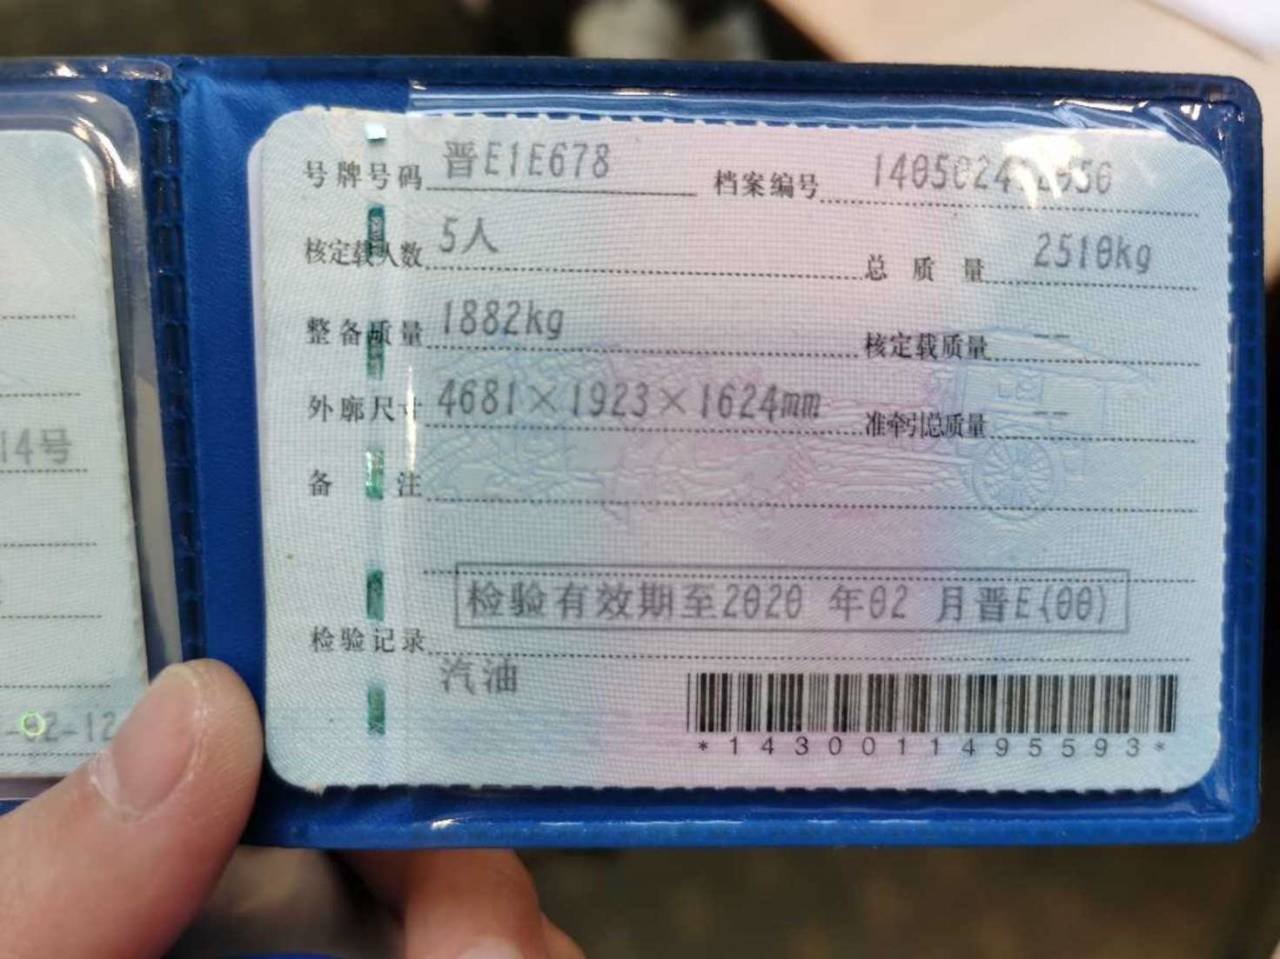 号牌号码 晋E1E678 档案编号
核定载人数 5人 总质量 2510kg
整备质量 1882kg 核定载质量 --
外廓尺寸 4681×1923×1624mm 准牵引总质量 --
备注
14号
检验有效期至2020 年02 月晋E(00)
检验记录
汽油
-02-12
*1430011495593*